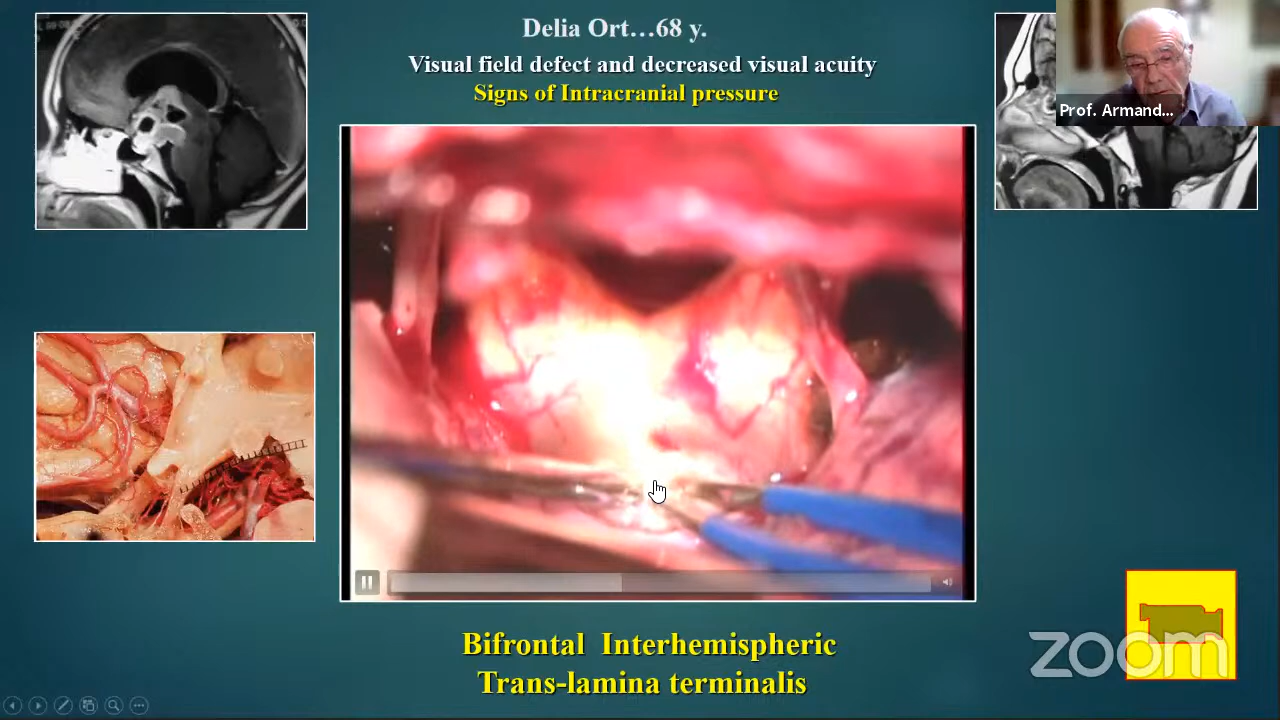 Delia Ort...68 y.
Visual field defect and decreased visual acuity
Signs of Intracranial pressure
Prof. Armand...
Bifrontal Interhemispheric
Trans-lamina terminalis
zoom